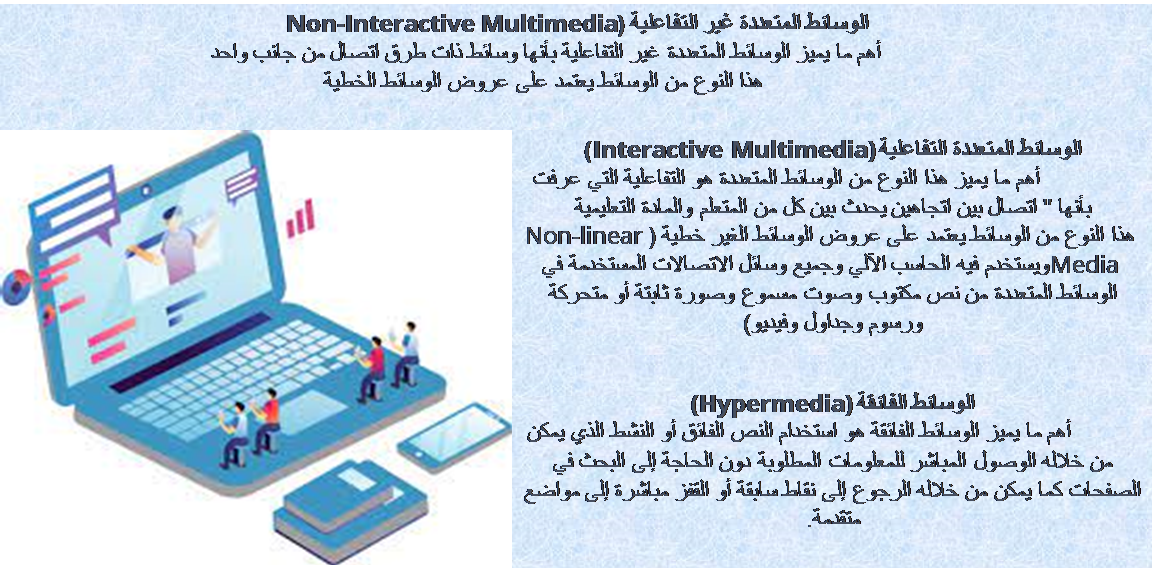 الوسائط المتعددة غير التفاعلية (Non-Interactive Multimedia)
أهم ما يميز الوسائط المتعددة غير التفاعلية بأنها وسائط ذات طرق اتصال من جانب واحد
هذا النوع من الوسائط يعتمد على عروض الوسائط الخطية
الوسائط المتعددة التفاعلية (Interactive Multimedia)
أهم ما يميز هذا النوع من الوسائط المتعددة هو التفاعلية التي عرفت
بأنها " اتصال بين اتجاهين يحدث بين كل من المتعلم والمادة التعليمية
هذا النوع من الوسائط يعتمد على عروض الوسائط الغير خطية ( Non-linear
Media ويستخدم فيه الحاسب الآلي وجميع وسائل الاتصالات المستخدمة في
الوسائط المتعددة من نص مكتوب وصوت مسموع وصورة ثابتة أو متحركة
ورسوم وجداول وفيديو)
الوسائط الفائقة (Hypermedia)
أهم ما يميز الوسائط الفائقة هو استخدام النص الفائق أو النشط الذي يمكن
من خلاله الوصول المباشر للمعلومات المطلوبة دون الحاجة إلى البحث في
الصفحات كما يمكن من خلاله الرجوع إلى نقاط سابقة أو القفز مباشرة إلى مواضع
متقدمة.